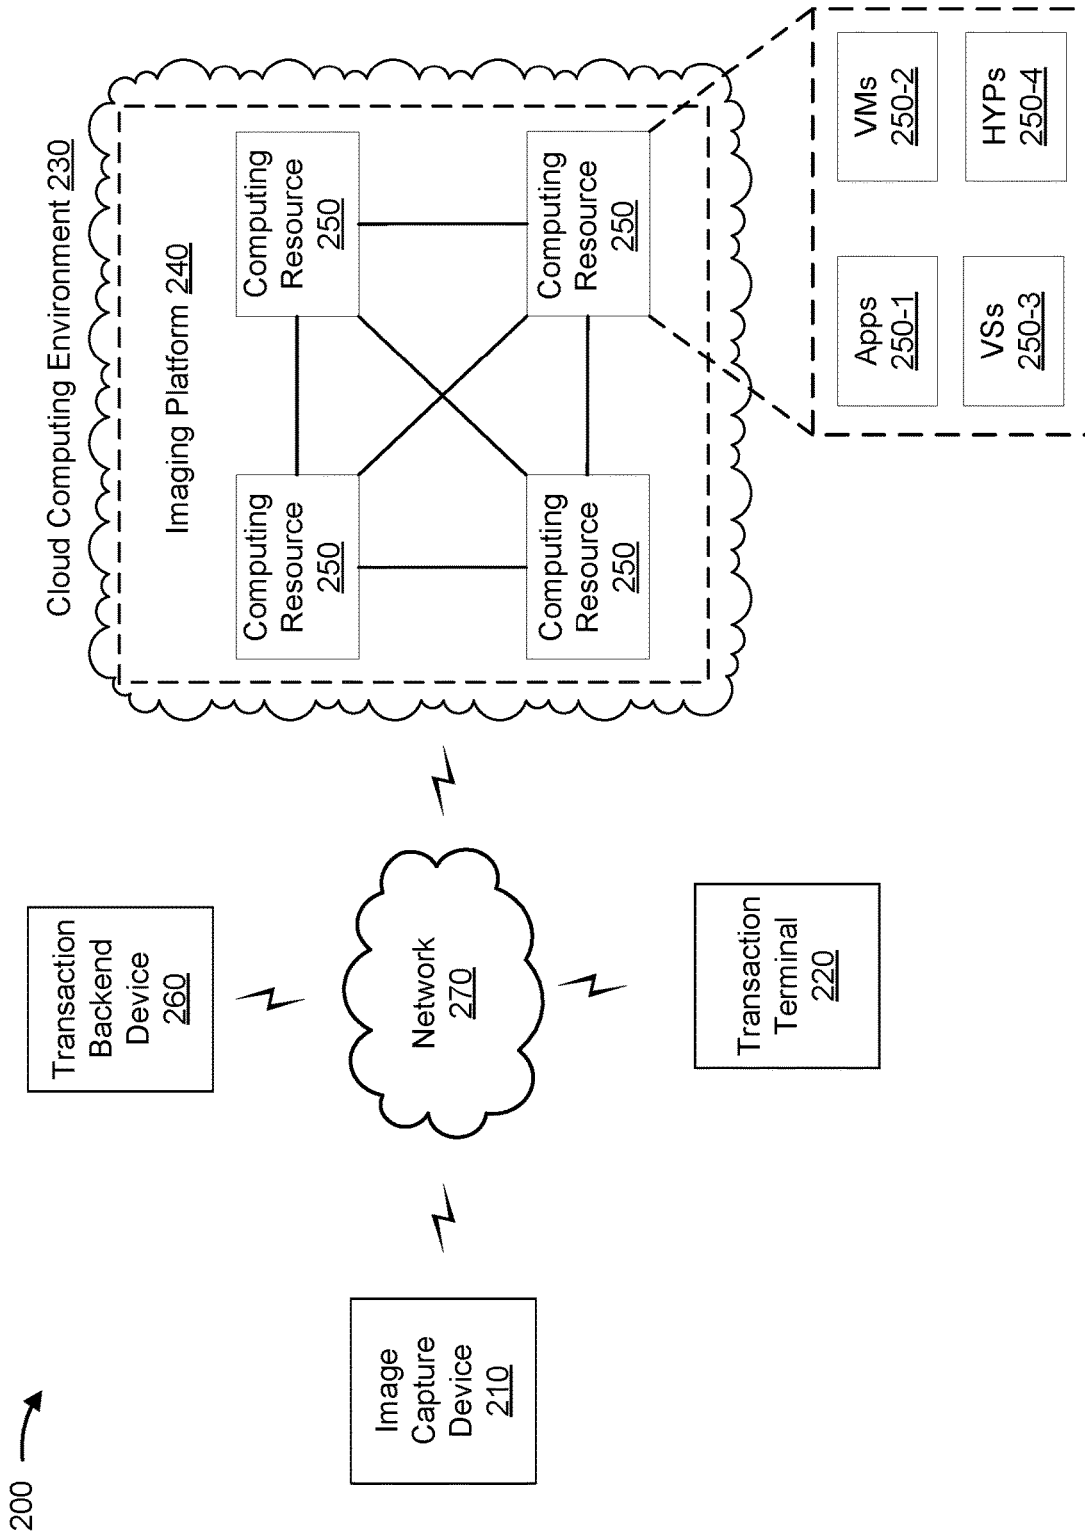 200
Cloud Computing Environment 230
Imaging Platform 240
Computing
Resource
250
Computing
Resource
250
Computing
Resource
250
Computing
Resource
250
Transaction
Backend
Device
260
Network
270
Image
Capture
Device
210
Transaction
Terminal
220
Apps
250-1
VMs
250-2
VSs
250-3
HYPs
250-4